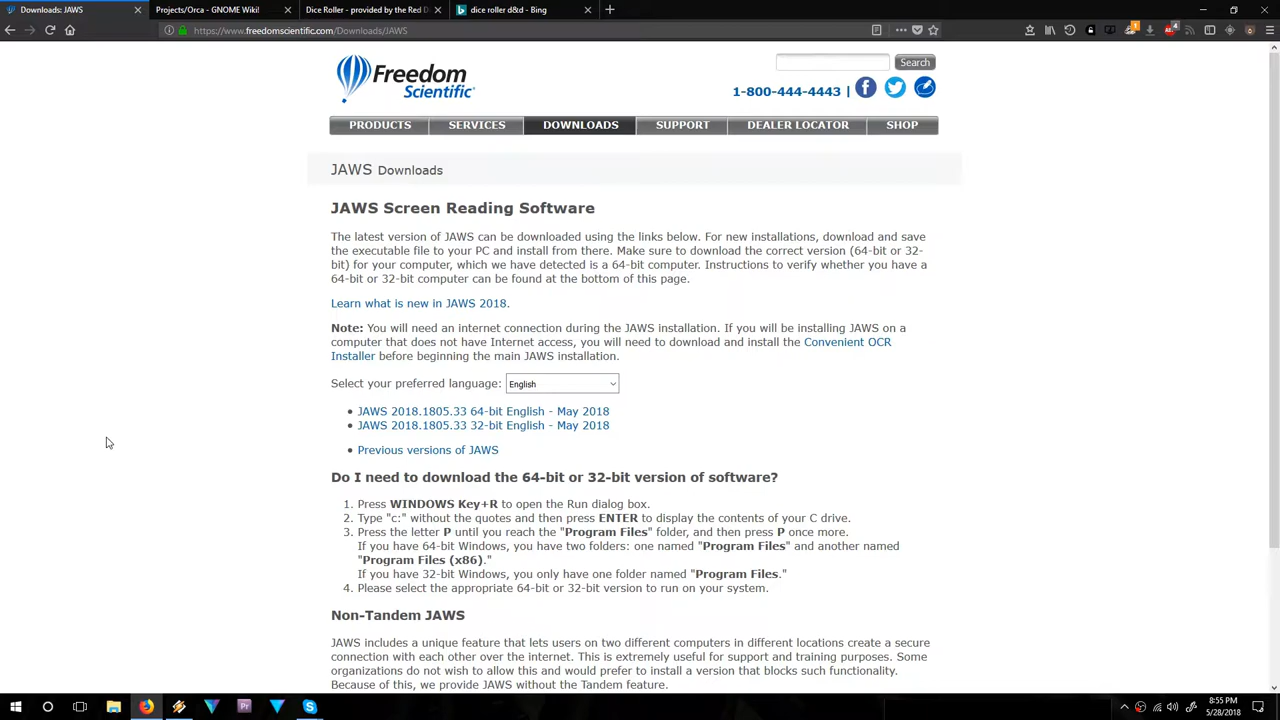 Downloads: JAWS
Projects/Orca - GNOME Wiki!
Dice Roller - provided by the Red D
dice roller d&d - Bing
https://www.freedomscientific.com/Downloads/JAWS
Freedom
Scientific
Search
1-800-444-4443 |
PRODUCTS SERVICES DOWNLOADS SUPPORT DEALER LOCATOR SHOP
JAWS Downloads
JAWS Screen Reading Software
The latest version of JAWS can be downloaded using the links below. For new installations, download and save
the executable file to your PC and install from there. Make sure to download the correct version (64-bit or 32-
bit) for your computer, which we have detected is a 64-bit computer. Instructions to verify whether you have a
64-bit or 32-bit computer can be found at the bottom of this page.
Learn what is new in JAWS 2018.
Note: You will need an internet connection during the JAWS installation. If you will be installing JAWS on a
computer that does not have Internet access, you will need to download and install the Convenient OCR
Installer before beginning the main JAWS installation.
Select your preferred language: English
• JAWS 2018.1805.33 64-bit English - May 2018
• JAWS 2018.1805.33 32-bit English - May 2018
• Previous versions of JAWS
Do I need to download the 64-bit or 32-bit version of software?
1. Press WINDOWS Key+R to open the Run dialog box.
2. Type "c:" without the quotes and then press ENTER to display the contents of your C drive.
3. Press the letter P until you reach the "Program Files" folder, and then press P once more.
If you have 64-bit Windows, you have two folders: one named "Program Files" and another named
"Program Files (x86)."
If you have 32-bit Windows, you only have one folder named "Program Files."
4. Please select the appropriate 64-bit or 32-bit version to run on your system.
Non-Tandem JAWS
JAWS includes a unique feature that lets users on two different computers in different locations create a secure
connection with each other over the internet. This is extremely useful for support and training purposes. Some
organizations do not wish to allow this and would prefer to install a version that blocks such functionality.
Because of this, we provide JAWS without the Tandem feature.
8:55 PM
5/28/2018